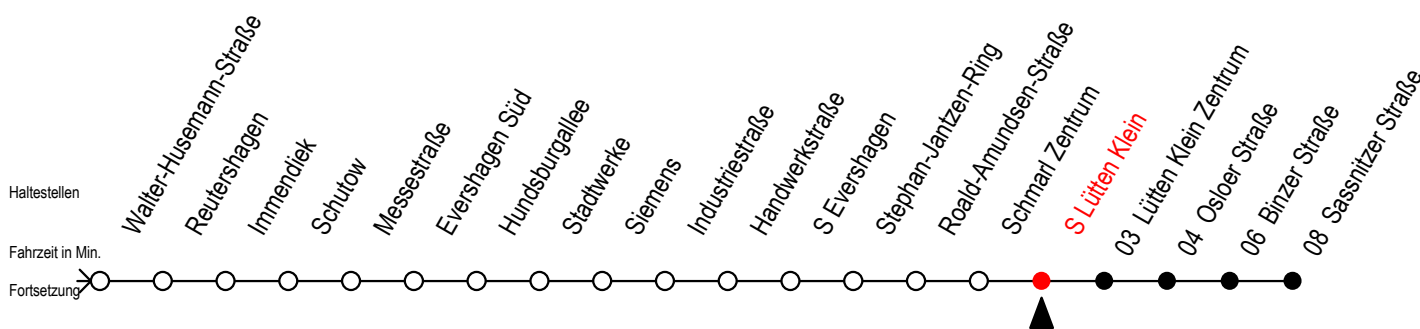 Haltestellen
Walter-Husemann-Straße
Reutershagen
Immendiek
Schutow
Messestraße
Evershagen Süd
Hundsburgallee
Stadtwerke
Siemens
Industriestraße
Handwerkstraße
S Evershagen
Stephan-Jantzen-Ring
Roald-Amundsen-Straße
Schmarl Zentrum
S Lütten Klein
03 Lütten Klein Zentrum
04 Osloer Straße
06 Binzer Straße
08 Sassnitzer Straße
Fahrzeit in Min.
Fortsetzung